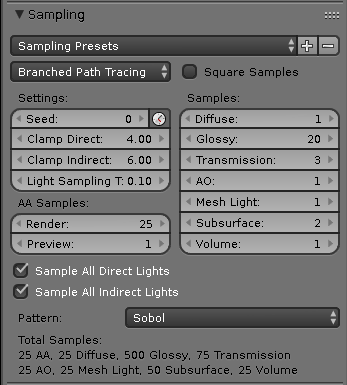 Sampling
Sampling Presets
Branched Path Tracing
Square Samples
Settings:
Samples:
Seed: 0
Diffuse: 1
Clamp Direct: 4.00
Glossy: 20
Clamp Indirect: 6.00
Transmission: 3
Light Sampling T: 0.10
AO: 1
AA Samples:
Mesh Light: 1
Render: 25
Subsurface: 2
Preview: 1
Volume: 1
Sample All Direct Lights
Sample All Indirect Lights
Pattern: Sobol
Total Samples:
25 AA, 25 Diffuse, 500 Glossy, 75 Transmission
25 AO, 25 Mesh Light, 50 Subsurface, 25 Volume